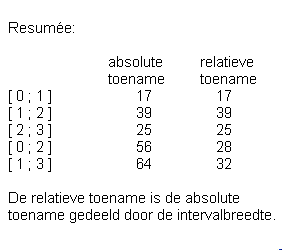 Resumée:
absolute relatieve
toename toename
[ 0 ; 1 ] 17 17
[ 1 ; 2 ] 39 39
[ 2 ; 3 ] 25 25
[ 0 ; 2 ] 56 28
[ 1 ; 3 ] 64 32
De relatieve toename is de absolute
toename gedeeld door de intervalbreedte.